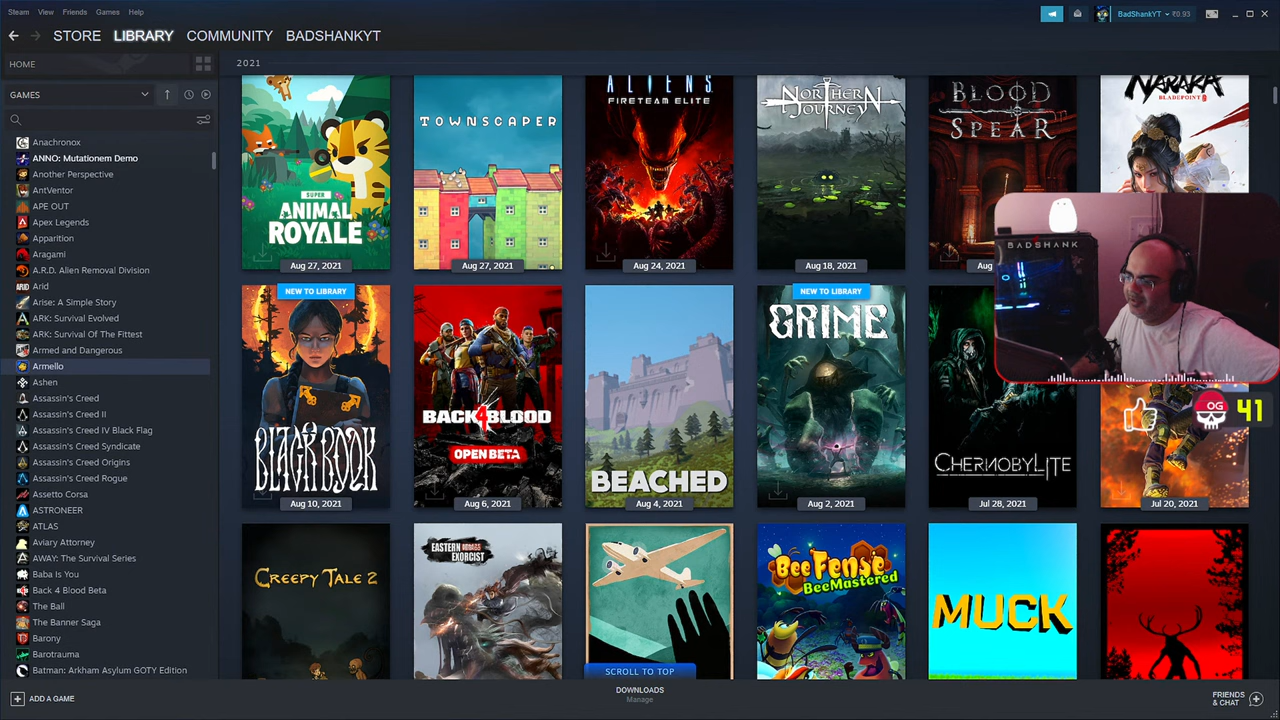 Steam View Friends Games Help
BadShankYT ₹0.93
STORE LIBRARY COMMUNITY BADSHANKYT
HOME
GAMES
2021
Anachronox
ANNO: Mutationem Demo
Another Perspective
AntVentor
APE OUT
Apex Legends
Apparition
Aragami
A.R.D. Alien Removal Division
Arid
Arise: A Simple Story
ARK: Survival Evolved
ARK: Survival Of The Fittest
Armed and Dangerous
Armello
Ashen
Assassin's Creed
Assassin's Creed II
Assassin's Creed IV Black Flag
Assassin's Creed Syndicate
Assassin's Creed Origins
Assassin's Creed Rogue
Assetto Corsa
ASTRONEER
ATLAS
Aviary Attorney
AWAY: The Survival Series
Baba Is You
Back 4 Blood Beta
The Ball
The Banner Saga
Barony
Barotrauma
Batman: Arkham Asylum GOTY Edition
SUPER
ANIMAL
ROYALE
Aug 27, 2021
TOWNSCAPER
Aug 27, 2021
ALIENS
FIRETEAM ELITE
Aug 24, 2021
NORTHERN
JOURNEY
Aug 18, 2021
BLOOD
SPEAR
Aug
NARAKA
BLADEPOINT
BADSHANK
OG
41
NEW TO LIBRARY
BLACK BOOK
Aug 10, 2021
BACK 4 BLOOD
OPEN BETA
Aug 6, 2021
BEACHED
Aug 4, 2021
NEW TO LIBRARY
GRIME
Aug 2, 2021
CHERNOBYLITE
Jul 28, 2021
Jul 20, 2021
CREEPY TALE 2
EASTERN
EXORCIST
BeeFense
BeeMastered
MUCK
SCROLL TO TOP
ADD A GAME
DOWNLOADS
Manage
FRIENDS
& CHAT